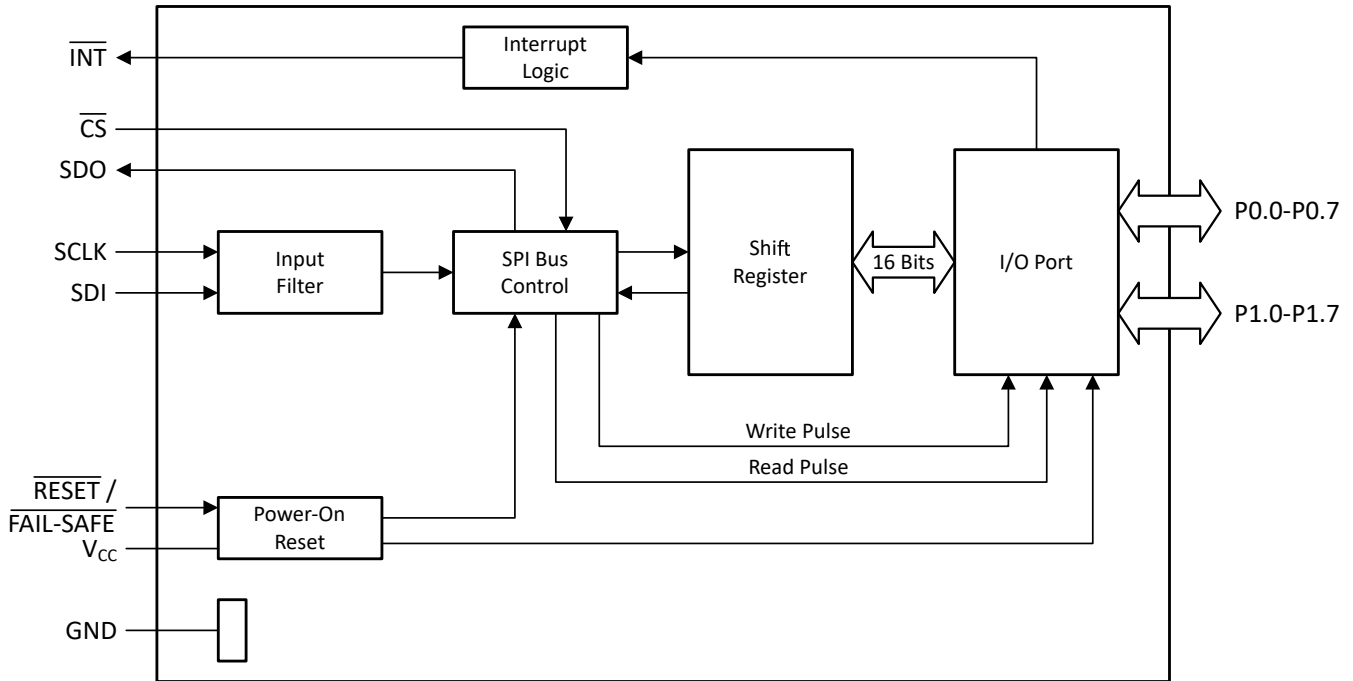 INT
Interrupt
Logic
CS
SDO
SCLK
SDI
Input
Filter
SPI Bus
Control
Shift
Register
16 Bits
I/O Port
P0.0-P0.7
P1.0-P1.7
Write Pulse
Read Pulse
RESET /
FAIL-SAFE
VCC
Power-On
Reset
GND